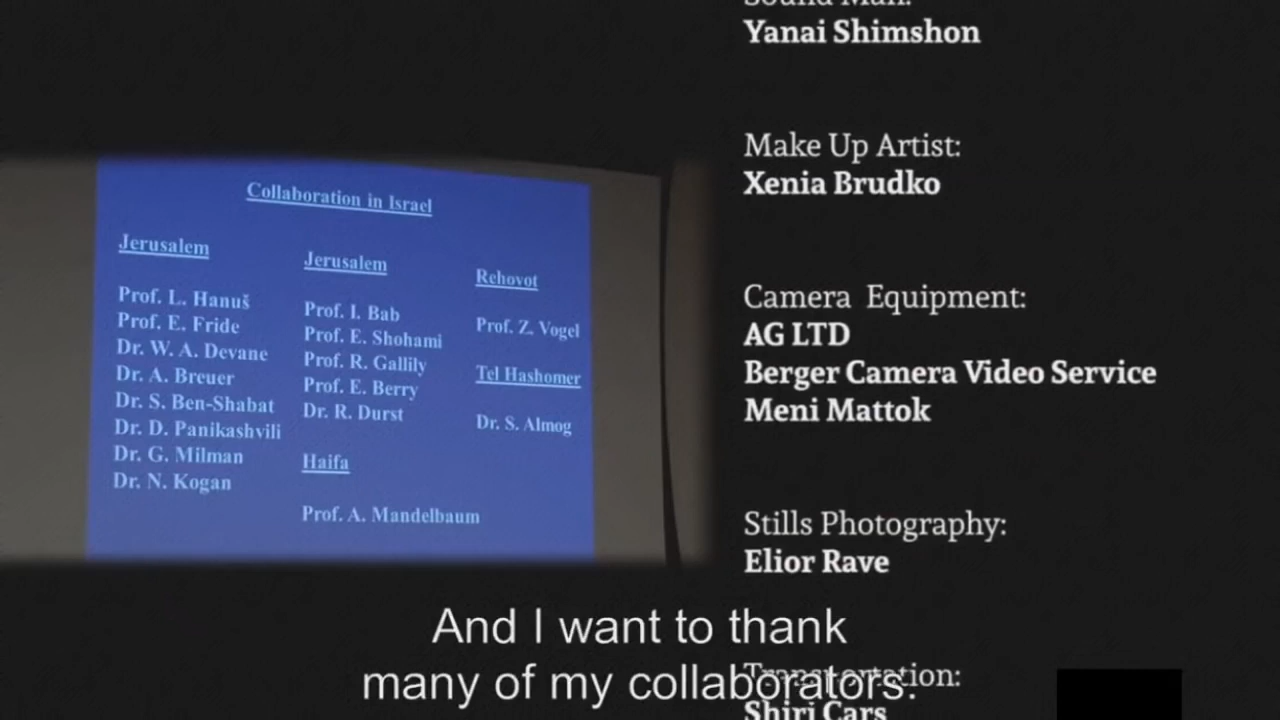 Collaboration in Israel
Jerusalem
Prof. L. Hanuš
Prof. E. Fride
Dr. W. A. Devane
Dr. A. Breuer
Dr. S. Ben-Shabat
Dr. D. Panikashvili
Dr. G. Milman
Dr. N. Kogan
Jerusalem
Prof. I. Bab
Prof. E. Shohami
Prof. R. Gallily
Prof. E. Berry
Dr. R. Durst
Haifa
Prof. A. Mandelbaum
Rehovot
Prof. Z. Vogel
Tel Hashomer
Dr. S. Almog
Sound Man:
Yanai Shimshon
Make Up Artist:
Xenia Brudko
Camera Equipment:
AG LTD
Berger Camera Video Service
Meni Mattok
Stills Photography:
Elior Rave
Transportation:
Shiri Cars
And I want to thank
many of my collaborators.